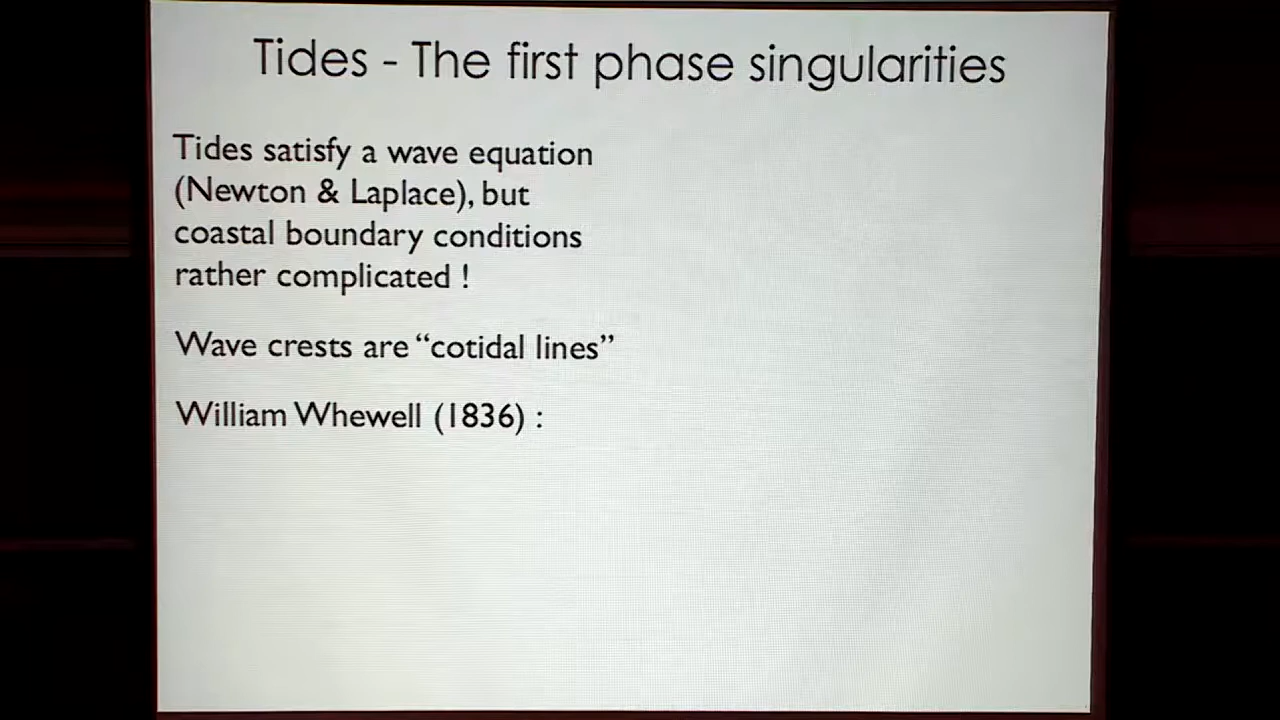 Tides - The first phase singularities
Tides satisfy a wave equation
(Newton & Laplace), but
coastal boundary conditions
rather complicated !
Wave crests are “cotidal lines”
William Whewell (1836) :